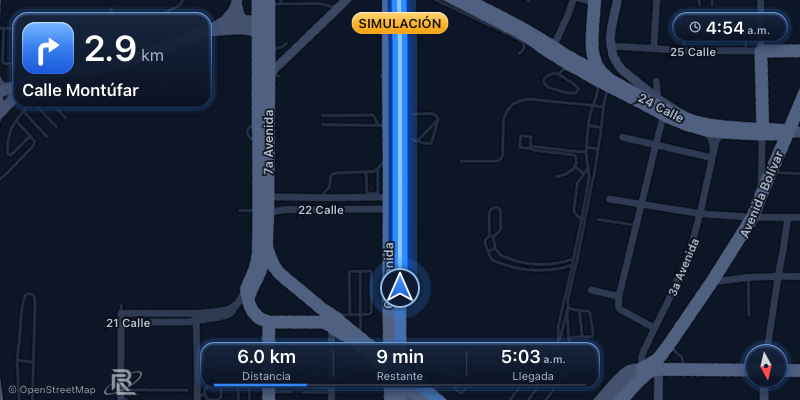 SIMULACIÓN
2.9 km
Calle Montúfar
4:54 a.m.
25 Calle
24 Calle
7a Avenida
Avenida Bolívar
22 Calle
3a Avenida
21 Calle
6.0 km
Distancia
9 min
Restante
5:03 a.m.
Llegada
© OpenStreetMap